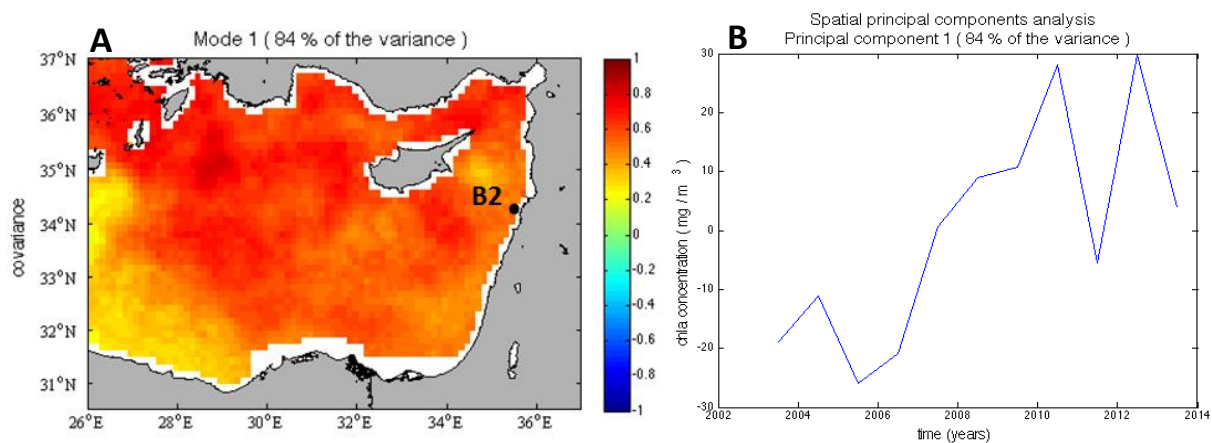 A
Mode 1 ( 84 % of the variance )
37°N
36°N
35°N
34°N
33°N
32°N
31°N
covariance
B2
26°E
28°E
30°E
32°E
34°E
36°E
1
0.8
0.6
0.4
0.2
0
-0.2
-0.4
-0.6
-0.8
-1
B
Spatial principal components analysis
Principal component 1 ( 84 % of the variance )
30
20
10
0
-10
-20
-30
chla concentration ( mg / m³ )
2002
2004
2006
2008
2010
2012
2014
time (years)